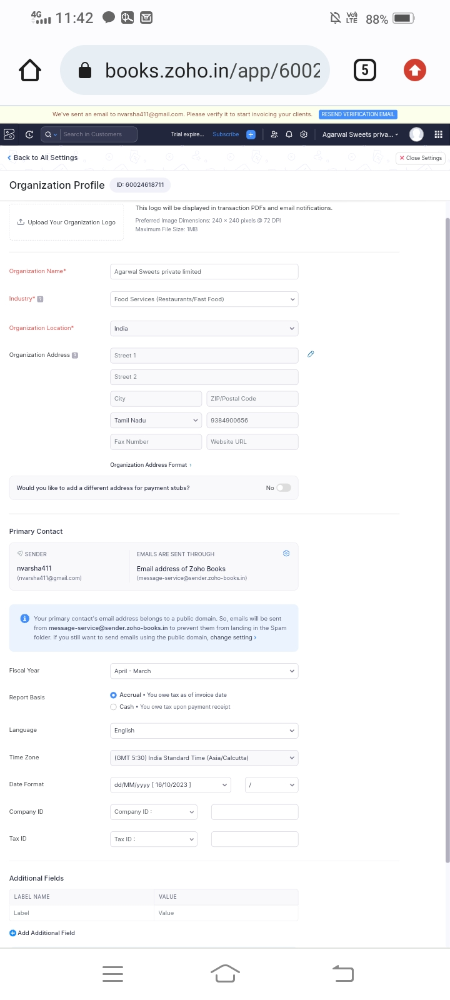 4G 11:42 Vo) LTE 88%
books.zoho.in/app/6002 5
We've sent an email to nvarsha411@gmail.com. Please verify it to start invoicing your clients. RESEND VERIFICATION EMAIL
Search in Customers Trial expire... Subscribe Agarwal Sweets priva...
Back to All Settings Close Settings
Organization Profile ID: 60024618711
This logo will be displayed in transaction PDFs and email notifications.
Upload Your Organization Logo
Preferred Image Dimensions: 240 × 240 pixels @ 72 DPI
Maximum File Size: 1MB
Organization Name* Agarwal Sweets private limited
Industry* ? Food Services (Restaurants/Fast Food)
Organization Location* India
Organization Address ? Street 1
Street 2
City ZIP/Postal Code
Tamil Nadu 9384900656
Fax Number Website URL
Organization Address Format ›
Would you like to add a different address for payment stubs? No
Primary Contact
SENDER EMAILS ARE SENT THROUGH
nvarsha411 Email address of Zoho Books
(nvarsha411@gmail.com) (message-service@sender.zoho-books.in)
Your primary contact's email address belongs to a public domain. So, emails will be sent
from message-service@sender.zoho-books.in to prevent them from landing in the Spam
folder. If you still want to send emails using the public domain, change setting ›
Fiscal Year April - March
Report Basis Accrual • You owe tax as of invoice date
Cash • You owe tax upon payment receipt
Language English
Time Zone (GMT 5:30) India Standard Time (Asia/Calcutta)
Date Format dd/MM/yyyy [ 16/10/2023 ] /
Company ID Company ID :
Tax ID Tax ID :
Additional Fields
LABEL NAME VALUE
Label Value
Add Additional Field